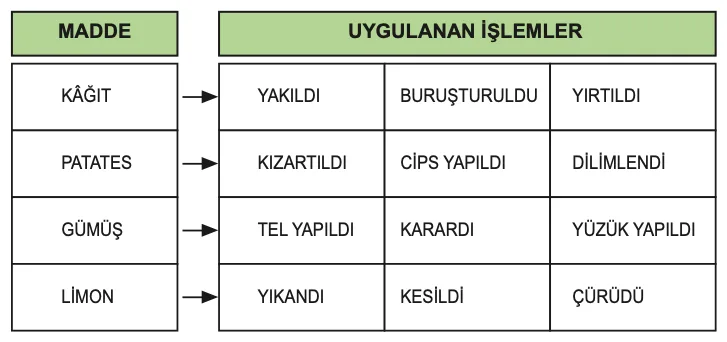 MADDE UYGULANAN İŞLEMLER
KÂĞIT YAKILDI BURUŞTURULDU YIRTILDI
PATATES KIZARTILDI CİPS YAPILDI DİLİMLENDİ
GÜMÜŞ TEL YAPILDI KARARDI YÜZÜK YAPILDI
LİMON YIKANDI KESİLDİ ÇÜRÜDÜ